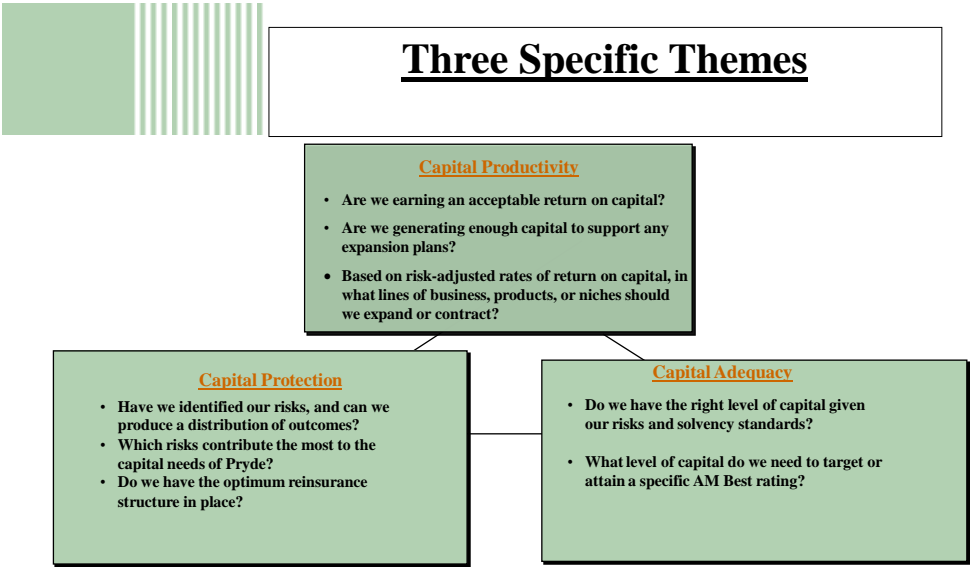 Three Specific Themes
Capital Productivity
• Are we earning an acceptable return on capital?
• Are we generating enough capital to support any
expansion plans?
• Based on risk-adjusted rates of return on capital, in
what lines of business, products, or niches should
we expand or contract?
Capital Protection
• Have we identified our risks, and can we
produce a distribution of outcomes?
• Which risks contribute the most to the
capital needs of Pryde?
• Do we have the optimum reinsurance
structure in place?
Capital Adequacy
• Do we have the right level of capital given
our risks and solvency standards?
• What level of capital do we need to target or
attain a specific AM Best rating?